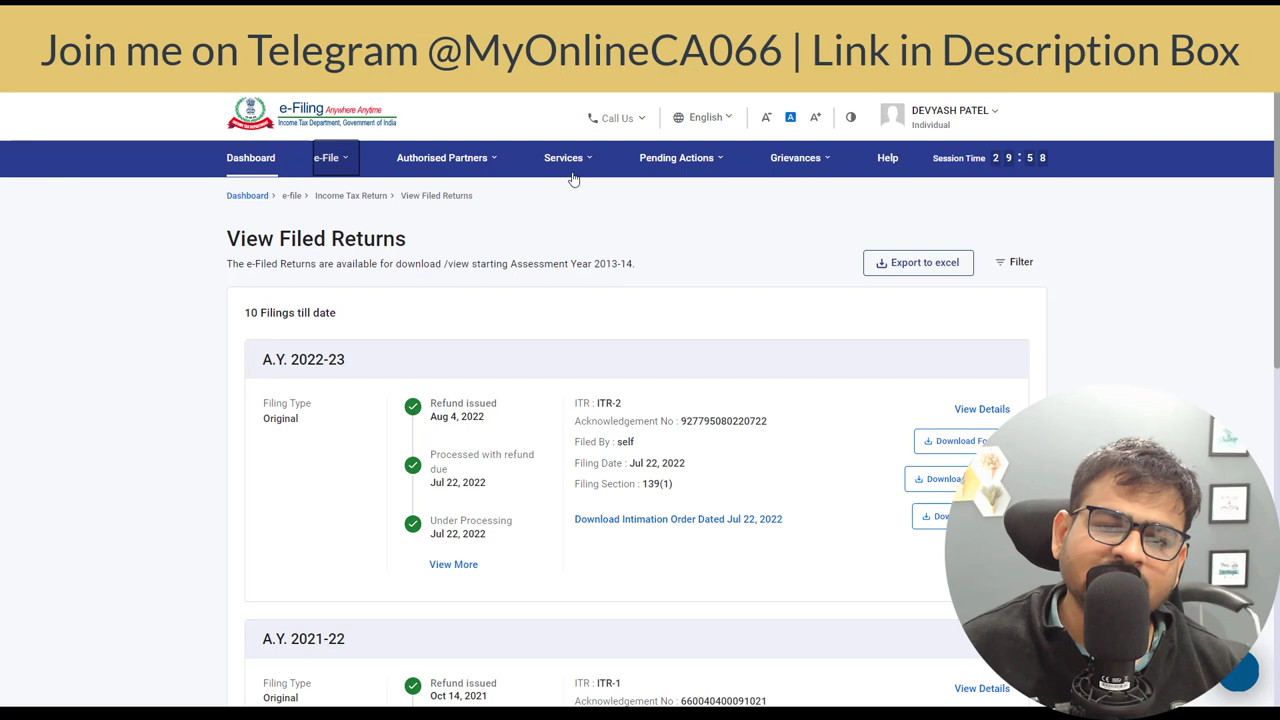 Join me on Telegram @MyOnlineCA066 | Link in Description Box
e-Filing Anywhere Anytime
Income Tax Department, Government of India
Call Us
English
A-
A
A+
DEVYASH PATEL
Individual
Dashboard
e-File
Authorised Partners
Services
Pending Actions
Grievances
Help
Session Time 2 9 : 5 8
Dashboard > e-file > Income Tax Return > View Filed Returns
View Filed Returns
The e-Filed Returns are available for download /view starting Assessment Year 2013-14.
Export to excel
Filter
10 Filings till date
A.Y. 2022-23
Filing Type
Original
Refund issued
Aug 4, 2022
Processed with refund
due
Jul 22, 2022
Under Processing
Jul 22, 2022
View More
ITR : ITR-2
Acknowledgement No : 927795080220722
Filed By : self
Filing Date : Jul 22, 2022
Filing Section : 139(1)
Download Intimation Order Dated Jul 22, 2022
View Details
Download
Download
A.Y. 2021-22
Filing Type
Original
Refund issued
Oct 14, 2021
ITR : ITR-1
Acknowledgement No : 660040400091021
View Details